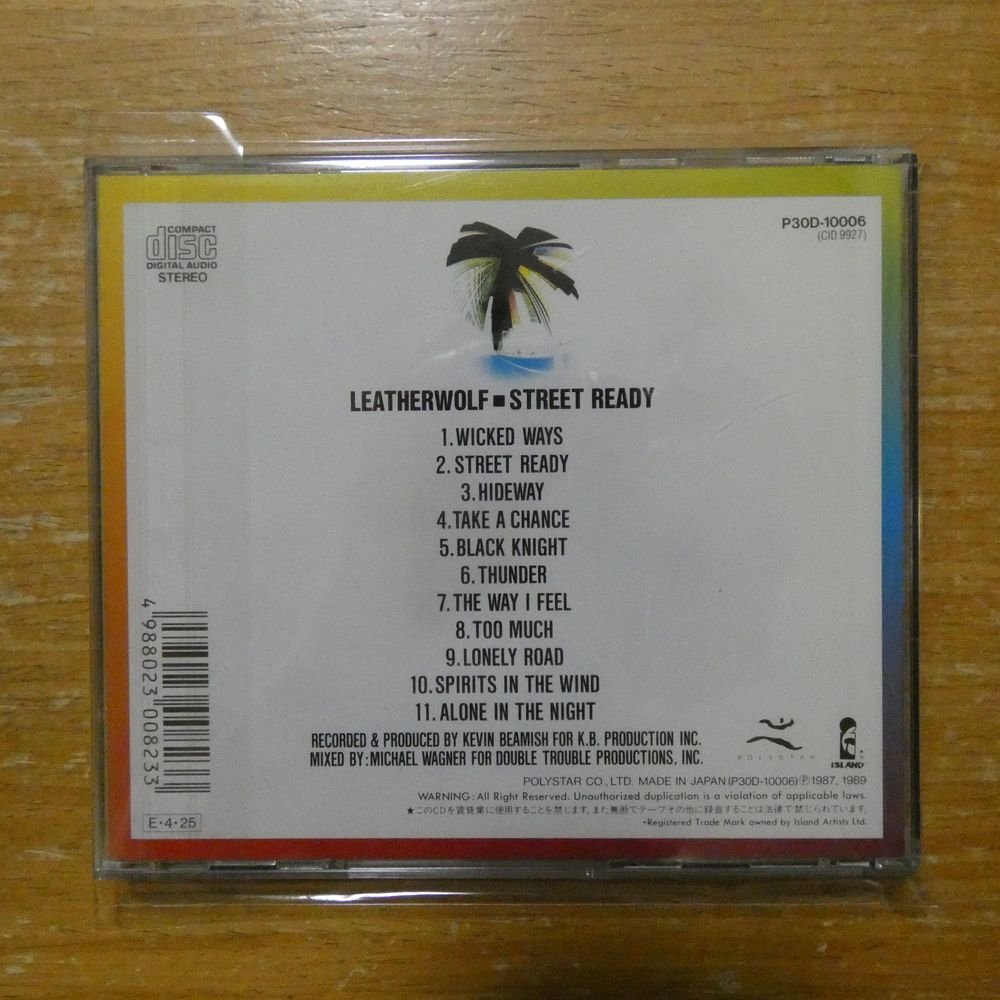 COMPACT
disc
DIGITAL AUDIO
STEREO
P30D-10006
(CID 9927)
LEATHERWOLF ■ STREET READY
1. WICKED WAYS
2. STREET READY
3. HIDEWAY
4. TAKE A CHANCE
5. BLACK KNIGHT
6. THUNDER
7. THE WAY I FEEL
8. TOO MUCH
9. LONELY ROAD
10. SPIRITS IN THE WIND
11. ALONE IN THE NIGHT
RECORDED & PRODUCED BY KEVIN BEAMISH FOR K.B. PRODUCTION INC.
MIXED BY: MICHAEL WAGNER FOR DOUBLE TROUBLE PRODUCTIONS, INC.
4 988023 008233
POLYSTAR
ISLAND
POLYSTAR CO., LTD. MADE IN JAPAN (P30D-10006) Ⓟ 1987, 1989
WARNING: All Right Reserved. Unauthorized duplication is a violation of applicable laws.
★このCDを賃貸業に使用することを禁じます。また無断でテープその他に録音することは法律で禁じられています。
•Registered Trade Mark owned by Island Artists Ltd.
E・4・25